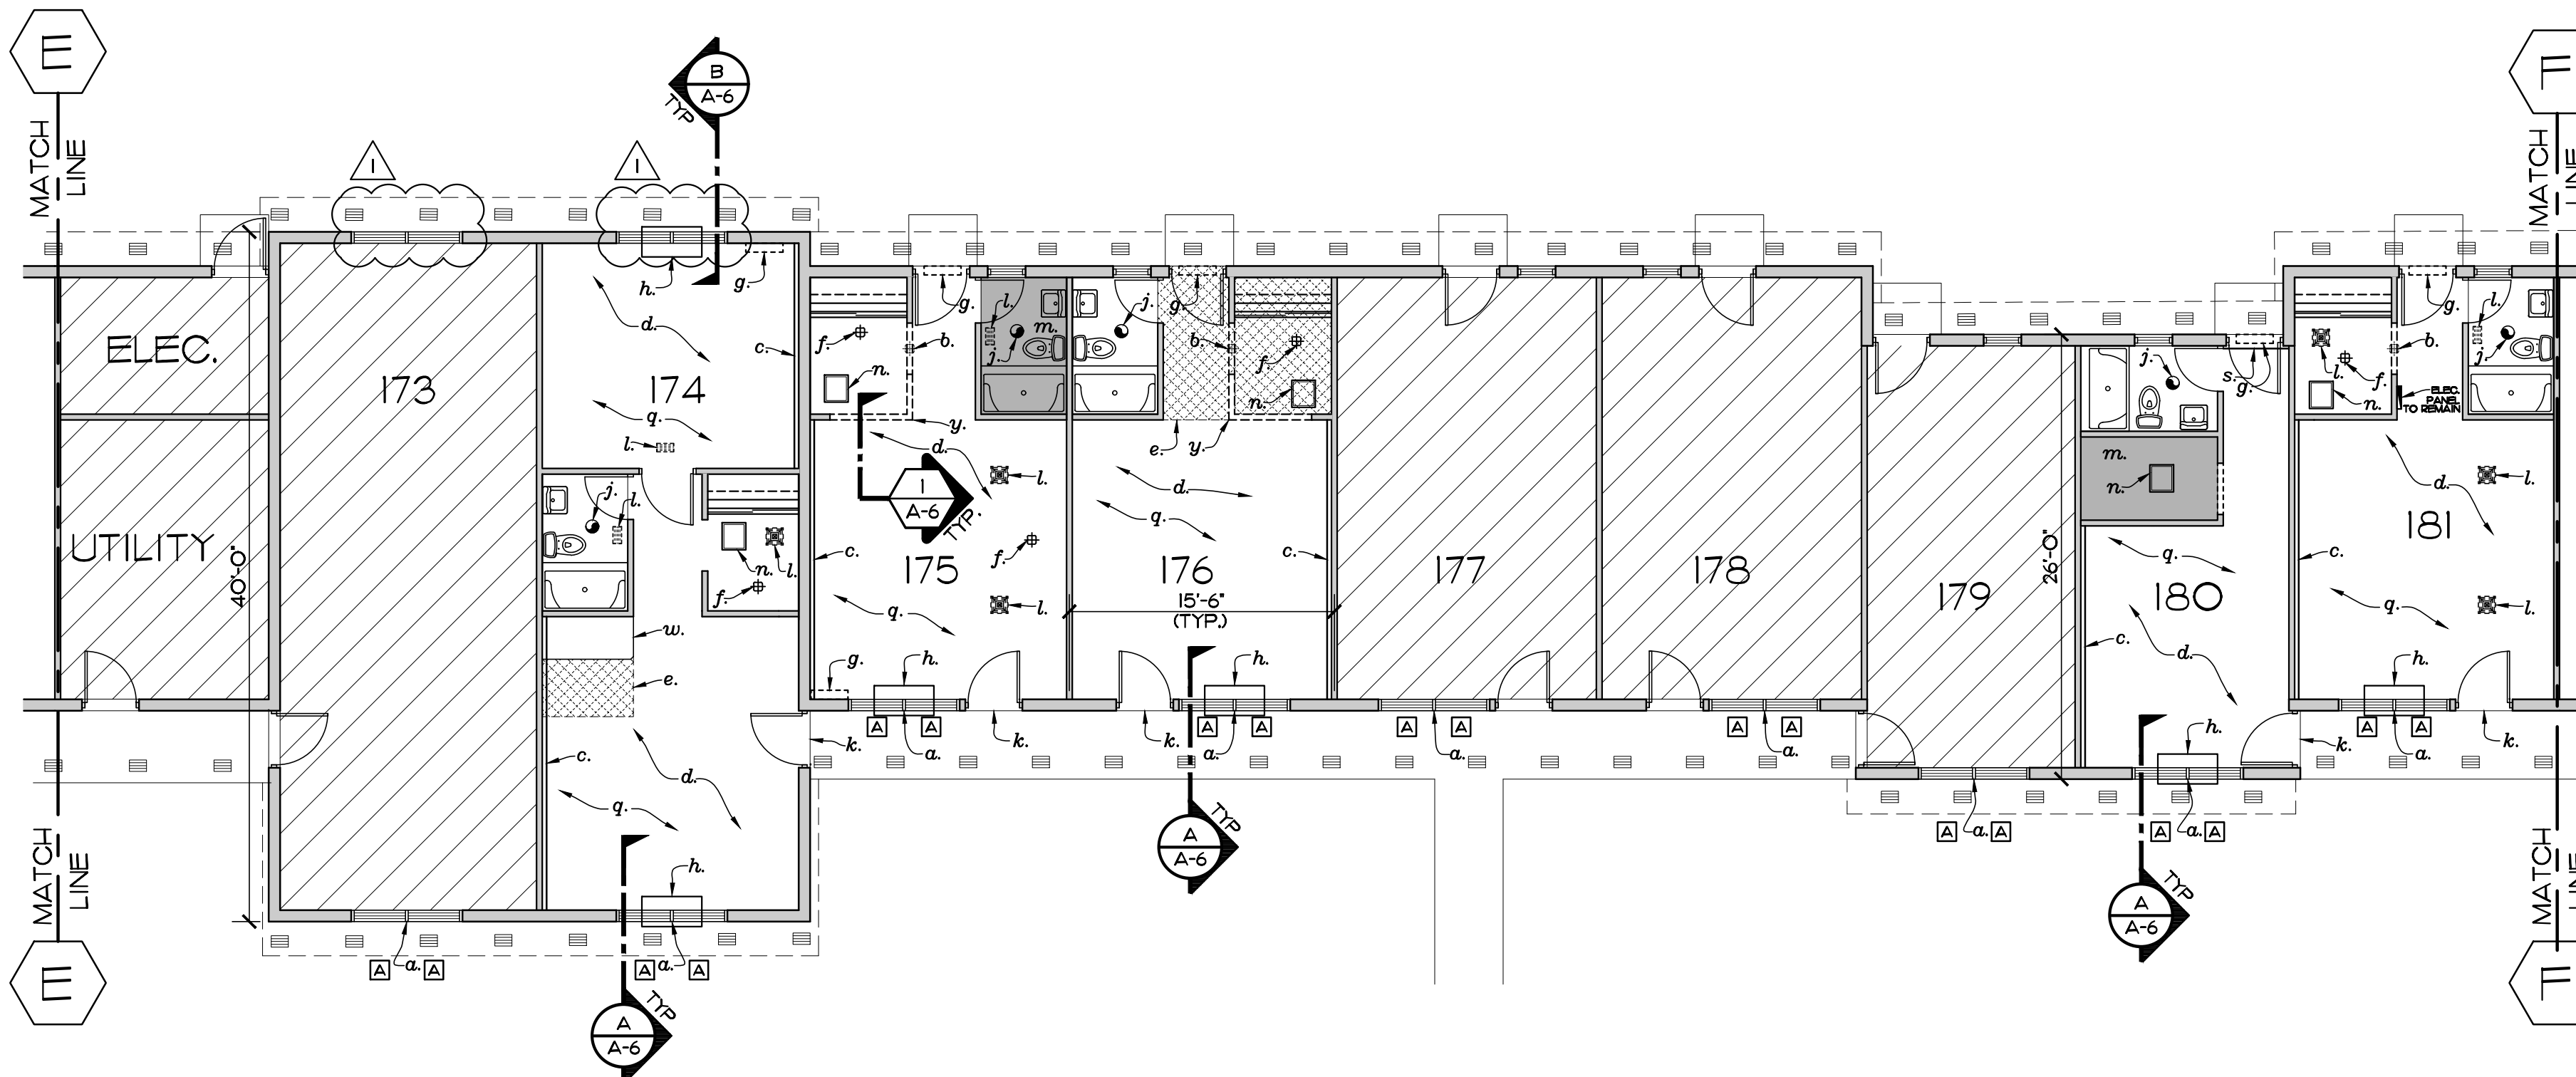 E
F
MATCH
LINE
MATCH
LINE
B
A-6
TYP
1
1
h.
g.
g.
l.
j.
m.
j.
g.
g.
l.
j.
d.
c.
f.
b.
b.
f.
j.
s.
g.
l.
f.
b.
ELEC.
173
174
n.
n.
n.
ELEC.
PANEL
TO REMAIN
q.
l.
y.
d.
e.
y.
m.
n.
l.
d.
l.
j.
l.
1
A-6
TYP.
d.
q.
181
UTILITY
40'-0"
n.
l.
f.
c.
175
f.
176
c.
177
178
26'-0"
q.
c.
179
180
15'-6"
(TYP.)
q.
l.
q.
l.
w.
e.
g.
h.
h.
c.
d.
h.
A
A
A
A
A
A
A
A
A
A
k.
a.
k.
k.
a.
a.
a.
h.
k.
a.
k.
c.
d.
q.
A
A-6
TYP
A
a.
A
A
a.
A
h.
A
A-6
TYP
A
a.
A
A
a.
A
MATCH
LINE
MATCH
LINE
E
F
A
A-6
TYP